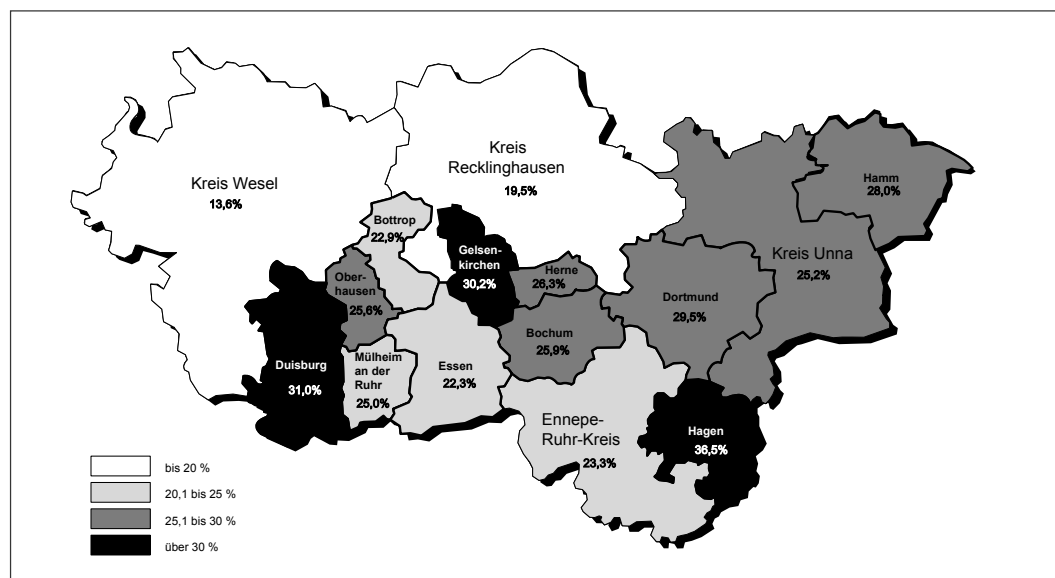 Kreis
Recklinghausen
19,5%
Kreis Wesel
13,6%
Hamm
28,0%
Bottrop
22,9%
Gelsen-
kirchen
30,2%
Kreis Unna
25,2%
Ober-
hausen
25,6%
Herne
26,3%
Dortmund
29,5%
Bochum
25,9%
Duisburg
31,0%
Mülheim
an der
Ruhr
25,0%
Essen
22,3%
Ennepe-
Ruhr-Kreis
23,3%
Hagen
36,5%
bis 20 %
20,1 bis 25 %
25,1 bis 30 %
über 30 %